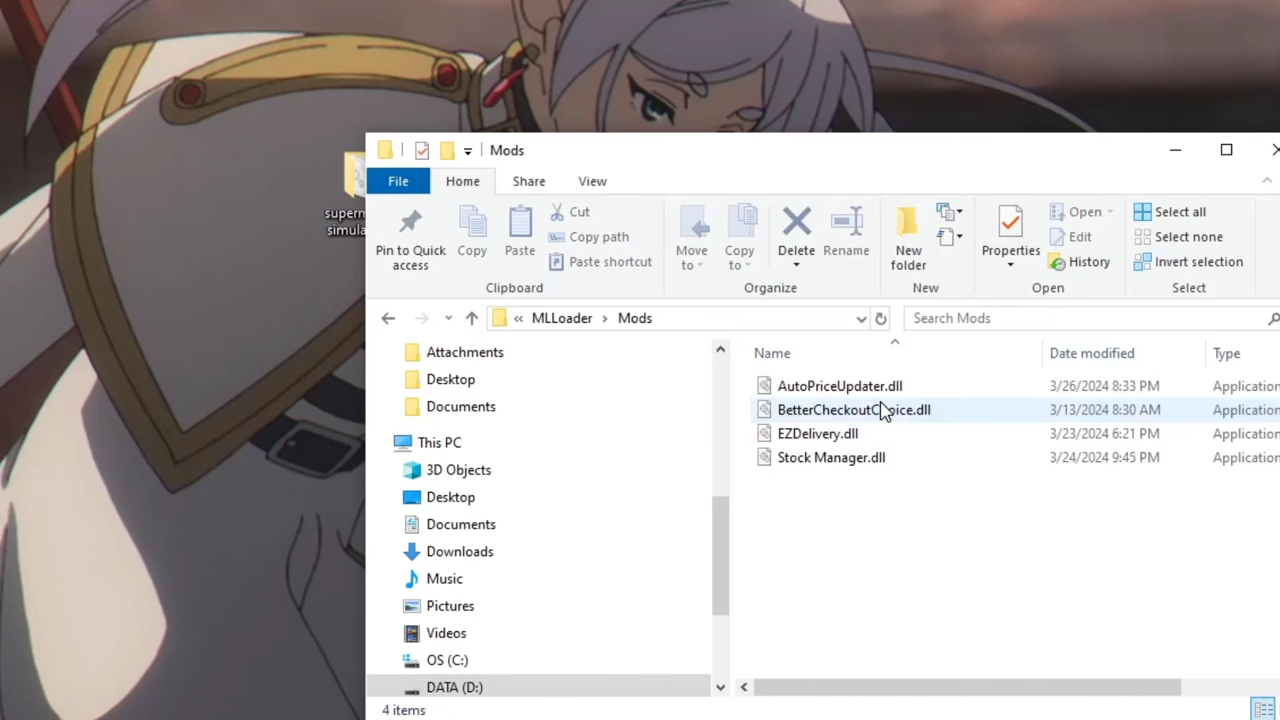 Mods
File Home Share View
Pin to Quick access
Copy
Paste
Cut
Copy path
Paste shortcut
Clipboard
Move to
Copy to
Delete
Rename
Organize
New folder
New
Properties
Open
Edit
History
Open
Select all
Select none
Invert selection
Select
« MLLoader > Mods
Search Mods
Attachments
Desktop
Documents
This PC
3D Objects
Desktop
Documents
Downloads
Music
Pictures
Videos
OS (C:)
DATA (D:)
Name Date modified Type
AutoPriceUpdater.dll 3/26/2024 8:33 PM Application
BetterCheckoutChoice.dll 3/13/2024 8:30 AM Application
EZDelivery.dll 3/23/2024 6:21 PM Application
Stock Manager.dll 3/24/2024 9:45 PM Application
4 items